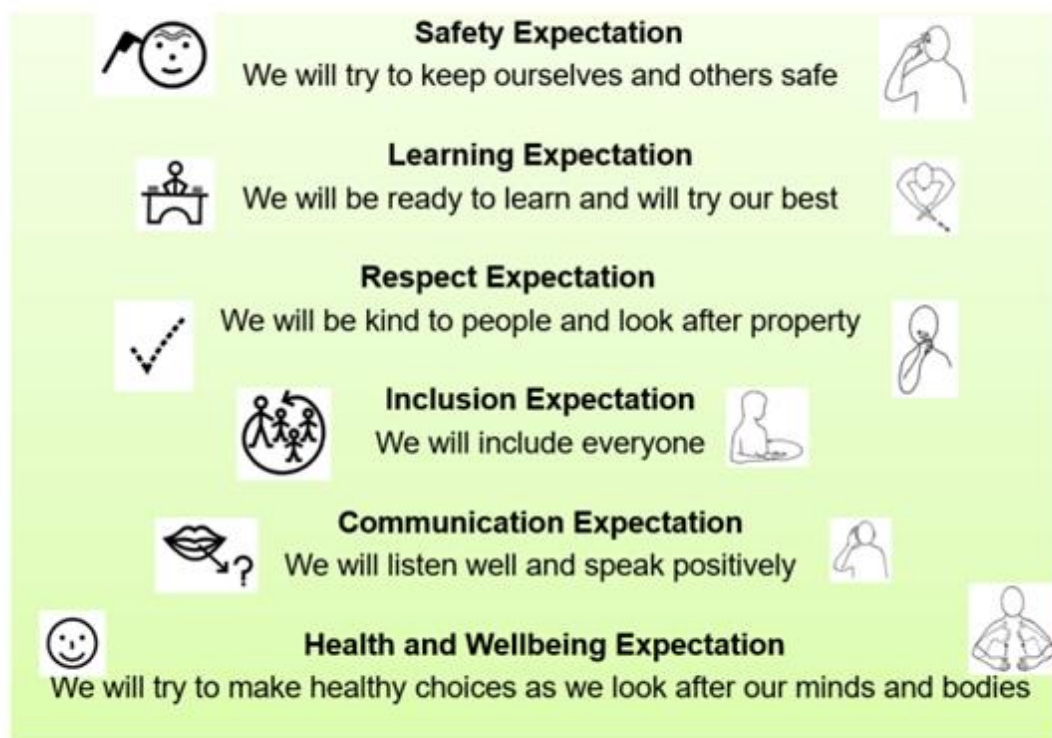 Safety Expectation
We will try to keep ourselves and others safe
Learning Expectation
We will be ready to learn and will try our best
Respect Expectation
We will be kind to people and look after property
Inclusion Expectation
We will include everyone
Communication Expectation
?
We will listen well and speak positively
Health and Wellbeing Expectation
We will try to make healthy choices as we look after our minds and bodies